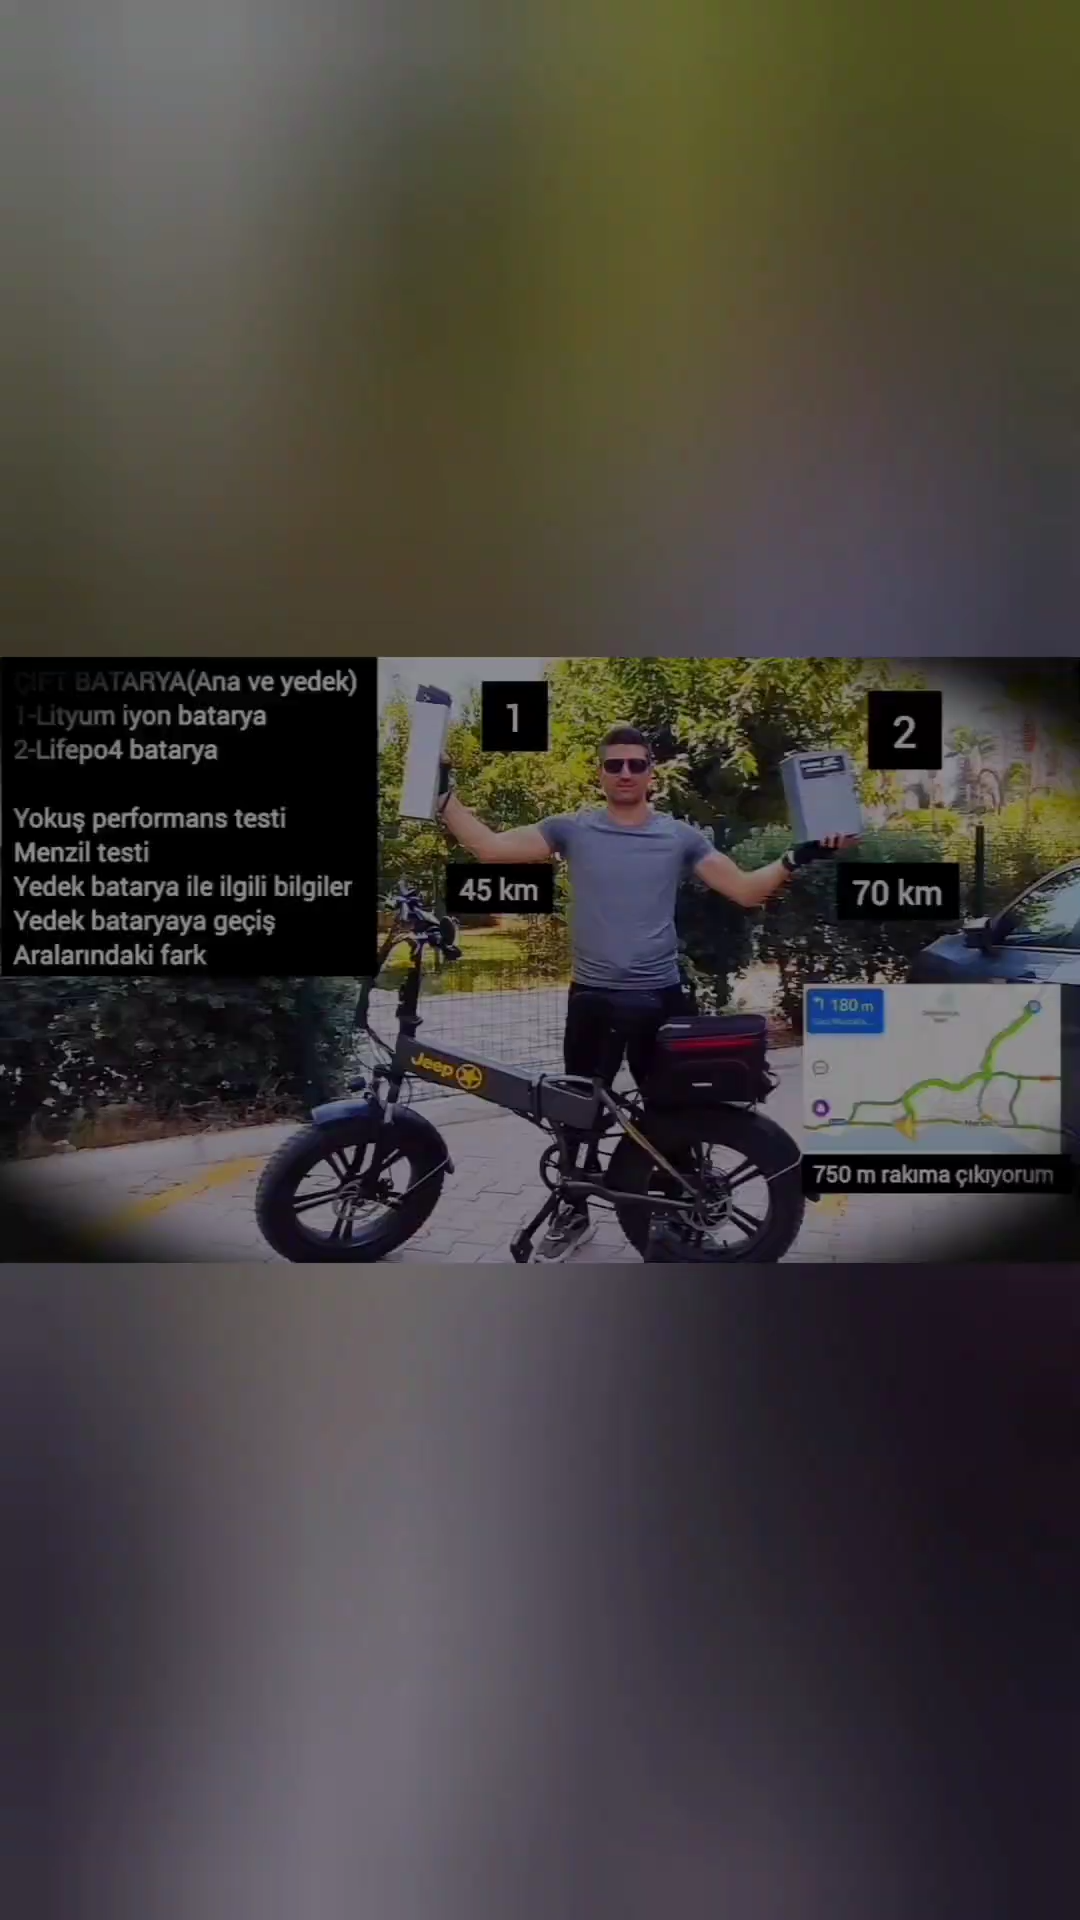 ÇİFT BATARYA(Ana ve yedek)
1-Lityum iyon batarya
2-Lifepo4 batarya
Yokuş performans testi
Menzil testi
Yedek batarya ile ilgili bilgiler
Yedek bataryaya geçiş
Aralarındaki fark
1
2
45 km
70 km
Jeep
180 m
750 m rakıma çıkıyorum